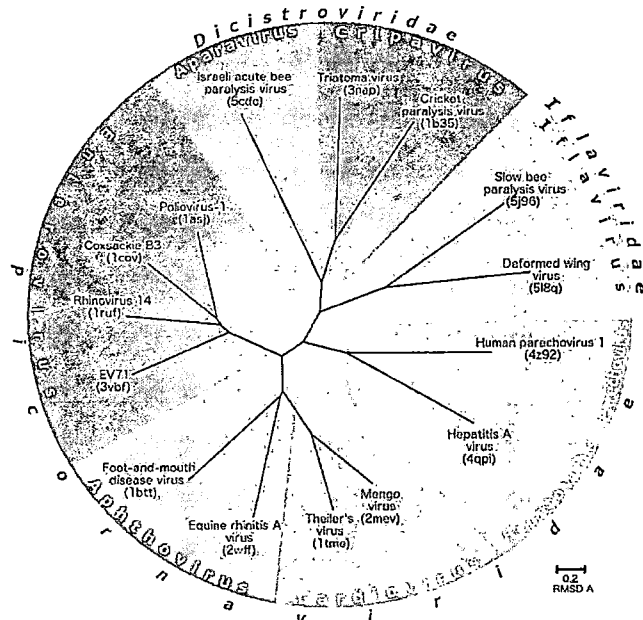 Dicistroviridae
Aparavirus
Cripavirus
Israeli acute bee
paralysis virus
(5cdc)
Triatoma virus
(3nap)
Cricket
paralysis virus
(1b35)
Iflaviridae
Iflavirus
Slow bee
paralysis virus
(5j96)
Deformed wing
virus
(5l8q)
Human parechovirus 1
(4z92)
Hepatitis A
virus
(4qpi)
Mengo
virus
(2mev)
Theiler's
virus
(1tme)
Equine rhinitis A
virus
(2wff)
Foot-and-mouth
disease virus
(1btt)
EV71
(3vbf)
Rhinovirus 14
(1ruf)
Coxsackie B3
(1cov)
Poliovirus-1
(1asj)
Aphthovirus
Cardiovirus
Picornaviridae
0.2
RMSD A